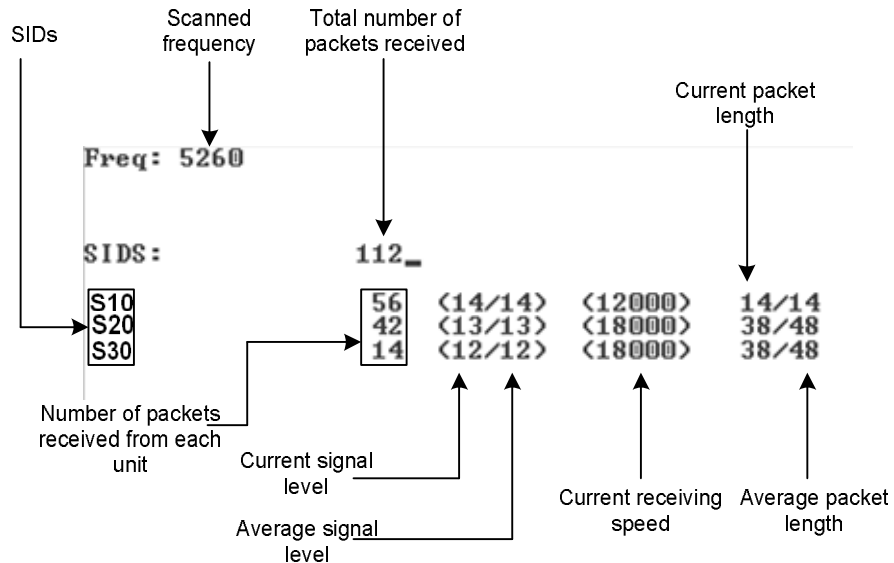 SIDs
Scanned
frequency
Total number of
packets received
Current packet
length
Freq: 5260
SIDS: 112_
S10 56 (14/14) (12000) 14/14
S20 42 (13/13) (18000) 38/48
S30 14 (12/12) (18000) 38/48
Number of packets
received from each
unit
Current signal
level
Average signal
level
Current receiving
speed
Average packet
length